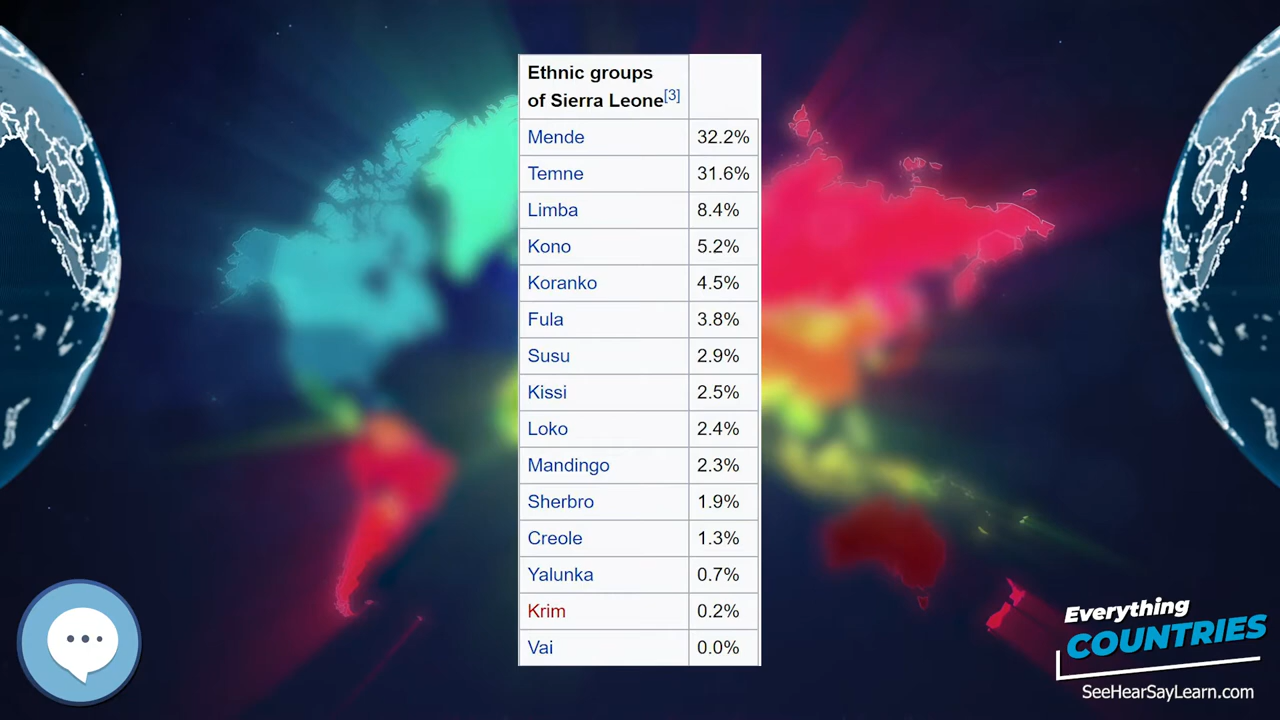 Ethnic groups
of Sierra Leone[3]
Mende 32.2%
Temne 31.6%
Limba 8.4%
Kono 5.2%
Koranko 4.5%
Fula 3.8%
Susu 2.9%
Kissi 2.5%
Loko 2.4%
Mandingo 2.3%
Sherbro 1.9%
Creole 1.3%
Yalunka 0.7%
Krim 0.2%
Vai 0.0%
Everything
COUNTRIES
SeeHearSayLearn.com